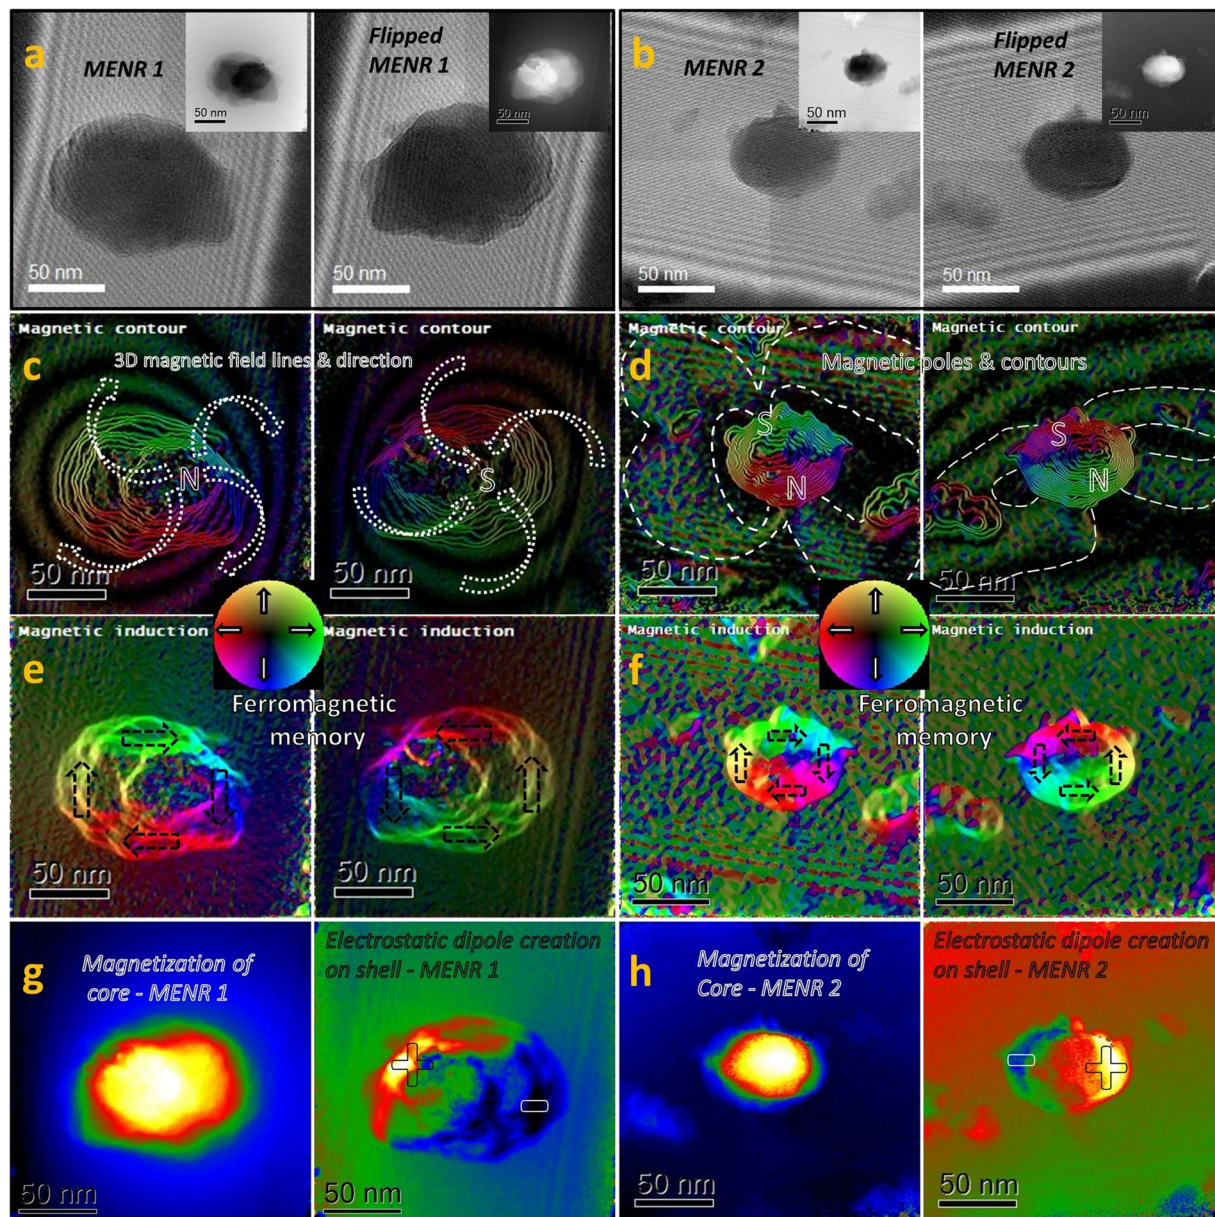 a
MENR 1
50 nm
50 nm
Flipped
MENR 1
50 nm
50 nm
b
MENR 2
50 nm
50 nm
Flipped
MENR 2
50 nm
50 nm
Magnetic contour
Magnetic contour
c
3D magnetic field lines & direction
N
S
50 nm
50 nm
Magnetic contour
Magnetic contour
d
Magnetic poles & contours
S
N
S
N
50 nm
50 nm
Magnetic induction
Magnetic induction
e
Ferromagnetic
memory
50 nm
50 nm
Magnetic induction
Magnetic induction
f
Ferromagnetic
memory
50 nm
50 nm
g
Magnetization of
core - MENR 1
50 nm
Electrostatic dipole creation
on shell - MENR 1
50 nm
h
Magnetization of
Core - MENR 2
50 nm
Electrostatic dipole creation
on shell - MENR 2
50 nm